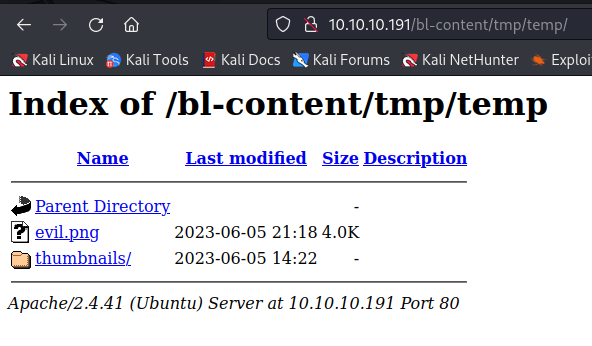 10.10.10.191/bl-content/tmp/temp/
Kali Linux Kali Tools Kali Docs Kali Forums Kali NetHunter Exploi
Index of /bl-content/tmp/temp
Name Last modified Size Description
Parent Directory -
evil.png 2023-06-05 21:18 4.0K
thumbnails/ 2023-06-05 14:22 -
Apache/2.4.41 (Ubuntu) Server at 10.10.10.191 Port 80